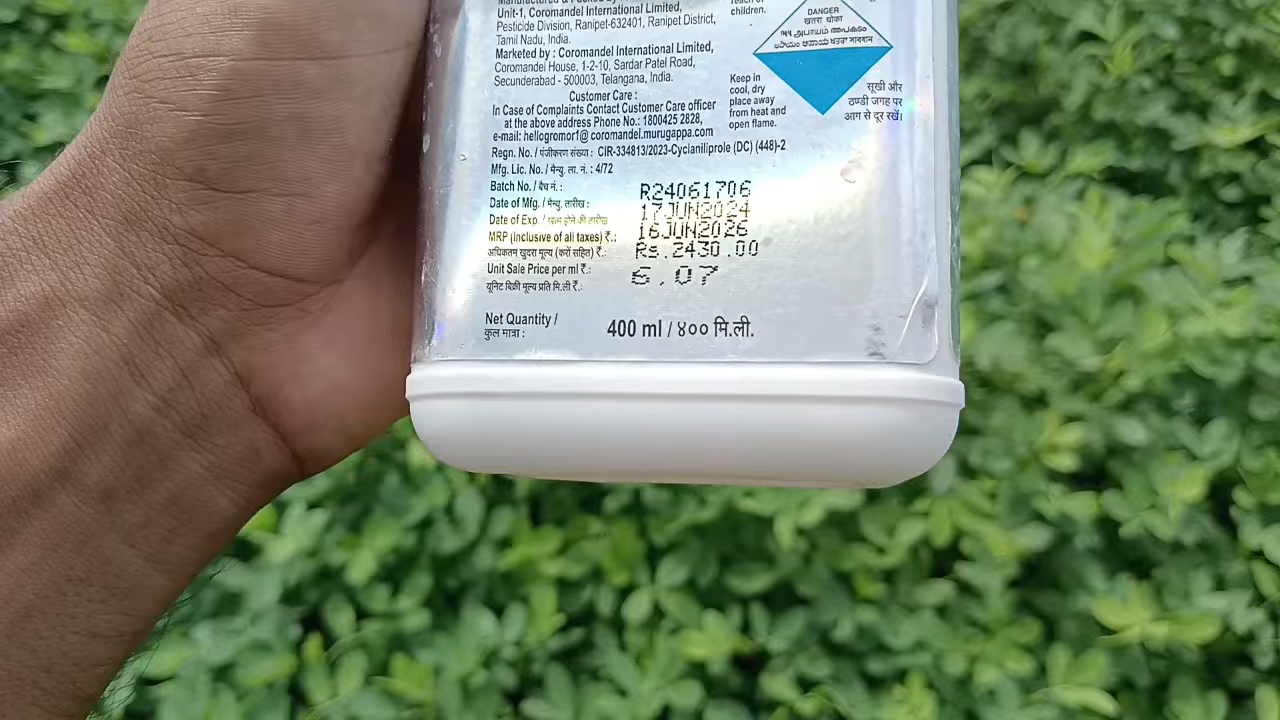 Manufactured & Packed by
Unit-1, Coromandel International Limited,
Pesticide Division, Ranipet-632401, Ranipet District,
Tamil Nadu, India.
Marketed by : Coromandel International Limited,
Coromandel House, 1-2-10, Sardar Patel Road,
Secunderabad - 500003, Telangana, India.
Customer Care :
In Case of Complaints Contact Customer Care officer
at the above address Phone No.: 1800425 2828,
e-mail: hellogromor1@ coromandel.murugappa.com
Regn. No. / पंजीकरण संख्या : CIR-334813/2023-Cycianiliprole (DC) (448)-2
Mfg. Lic. No. / मेन्यु. ला. नं. : 4/72
Batch No. / बैच नं. : R24061706
Date of Mfg. / मेन्यु. तारीख : 17JUN2024
Date of Exp. / खत्म होने की तारीख 16JUN2026
MRP (Inclusive of all taxes) ₹.: Rs.2430.00
अधिकतम खुदरा मूल्य (करों सहित) ₹.:
Unit Sale Price per ml ₹.: 6.07
यूनिट बिक्री मूल्य प्रति मि.ली ₹.:
Net Quantity / 400 ml / ४०० मि.ली.
कुल मात्रा :
reach of
children.
DANGER
खतरा धोका
Keep in
cool, dry
place away
from heat and
open flame.
सूखी और
ठण्डी जगह पर
आग से दूर रखें।